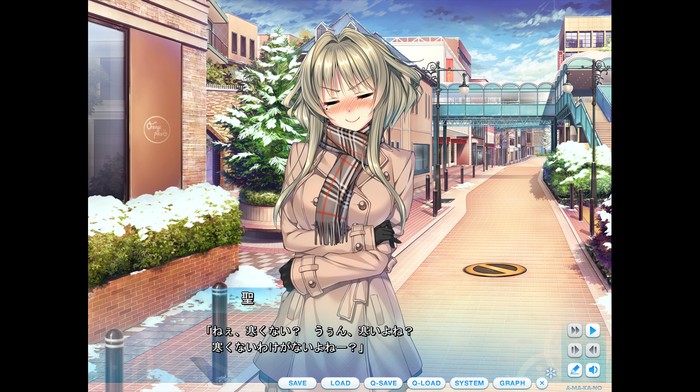 聖
「ねぇ、寒くない？　うぅん、寒いよね？
寒くないわけがないよねー？」
SAVE
LOAD
Q-SAVE
Q-LOAD
SYSTEM
GRAPH
AMAKANO